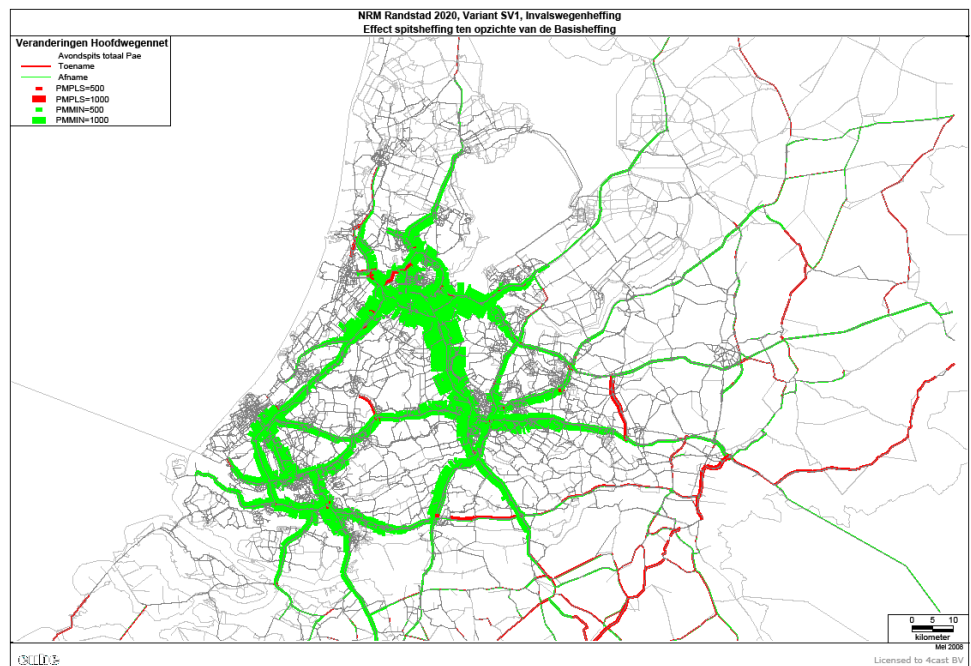 NRM Randstad 2020, Variant SV1, Invalswegenheffing
Effect spitsheffing ten opzichte van de Basisheffing
Veranderingen Hoofdwegennet
Avondspits totaal Pae
Toename
Afname
PMPLS=500
PMPLS=1000
PMMIN=500
PMMIN=1000
0 5 10
kilometer
Mei 2008
cube
Licensed to 4cast BV